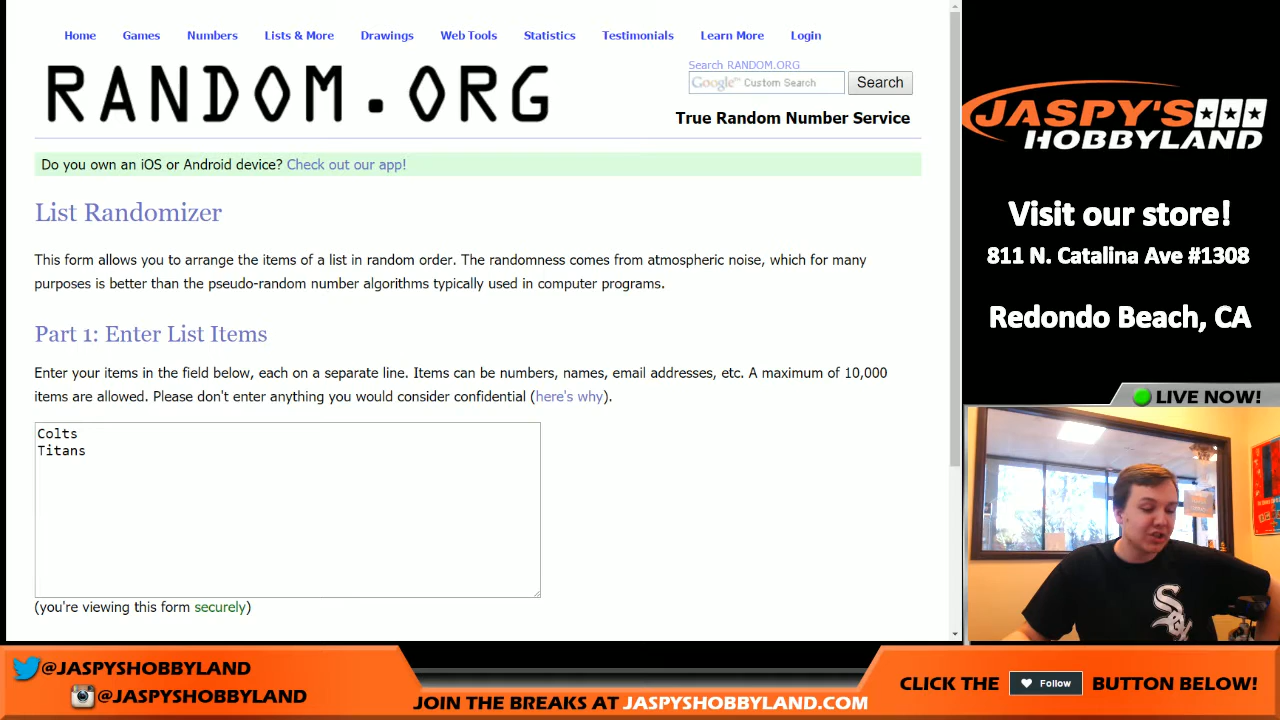 Home Games Numbers Lists & More Drawings Web Tools Statistics Testimonials Learn More Login
RANDOM.ORG
Search RANDOM.ORG
Google™ Custom Search Search
True Random Number Service
Do you own an iOS or Android device? Check out our app!
List Randomizer
This form allows you to arrange the items of a list in random order. The randomness comes from atmospheric noise, which for many
purposes is better than the pseudo-random number algorithms typically used in computer programs.
Part 1: Enter List Items
Enter your items in the field below, each on a separate line. Items can be numbers, names, email addresses, etc. A maximum of 10,000
items are allowed. Please don't enter anything you would consider confidential (here's why).
Colts
Titans
(you're viewing this form securely)
JASPY'S
HOBBYLAND
Visit our store!
811 N. Catalina Ave #1308
Redondo Beach, CA
LIVE NOW!
Sox
@JASPYSHOBBYLAND
@JASPYSHOBBYLAND
JOIN THE BREAKS AT JASPYSHOBBYLAND.COM
CLICK THE Follow BUTTON BELOW!